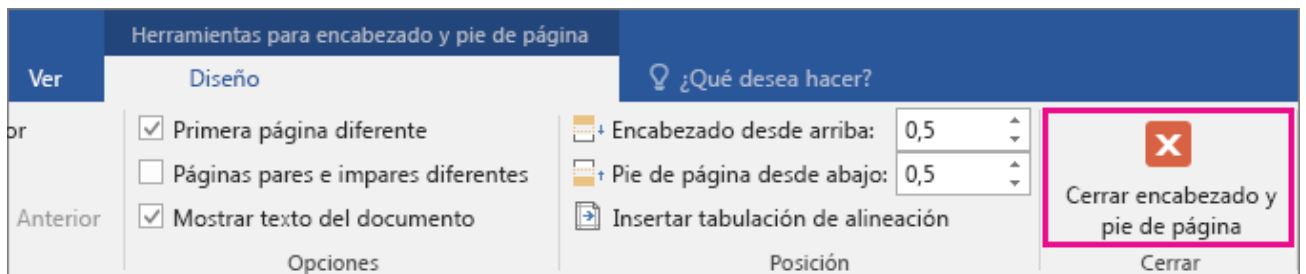 Herramientas para encabezado y pie de página
Ver
Diseño
¿Qué desea hacer?
or
Primera página diferente
Encabezado desde arriba:
0,5
Páginas pares e impares diferentes
Pie de página desde abajo:
0,5
Anterior
Mostrar texto del documento
Insertar tabulación de alineación
Cerrar encabezado y
pie de página
Opciones
Posición
Cerrar